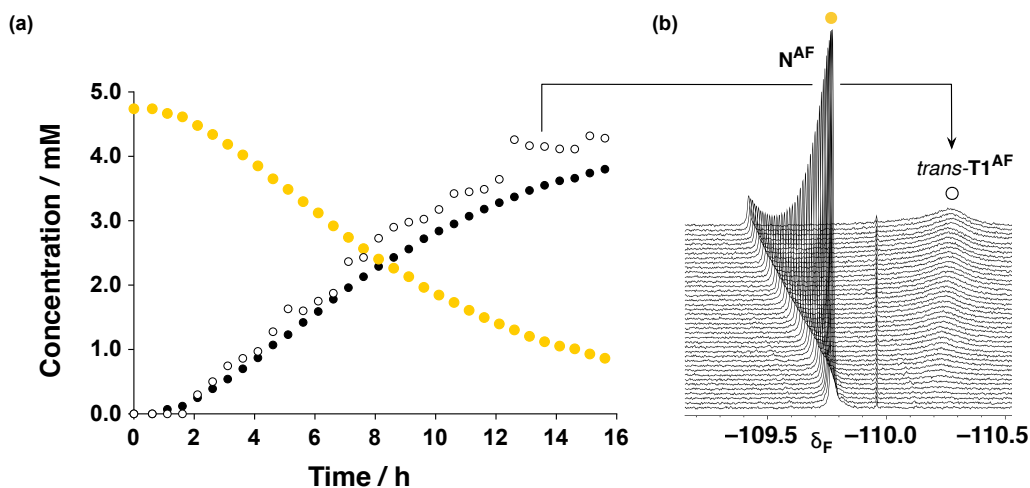 (a)
Concentration / mM
5.0
4.0
3.0
2.0
1.0
0.0
0 2 4 6 8 10 12 14 16
Time / h
(b)
N^AF
trans-T1^AF
−109.5 δF −110.0 −110.5